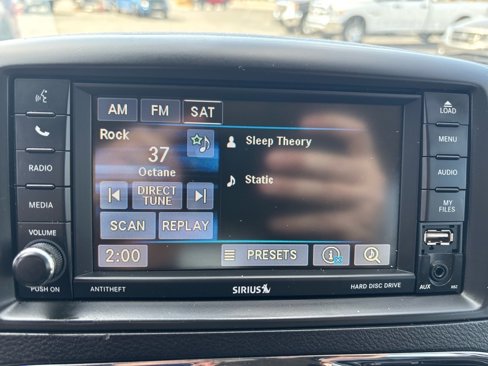 AM FM SAT
LOAD
Rock
37
Octane
Sleep Theory
MENU
RADIO
Static
AUDIO
DIRECT
TUNE
MEDIA
MY
FILES
SCAN REPLAY
VOLUME
2:00
PRESETS
PUSH ON
ANTITHEFT
SIRIUS
HARD DISC DRIVE
AUX